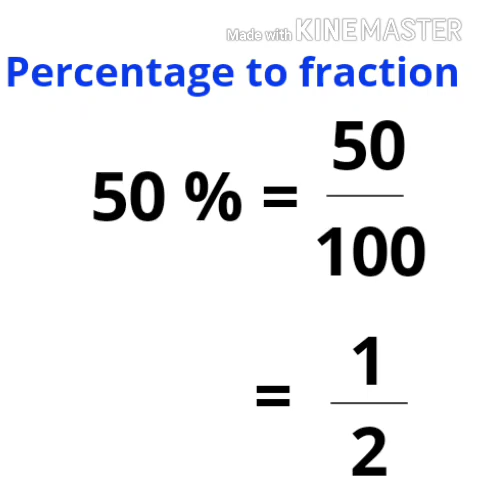 Made with KINEMASTER
Percentage to fraction
50 % = 50/100
= 1/2